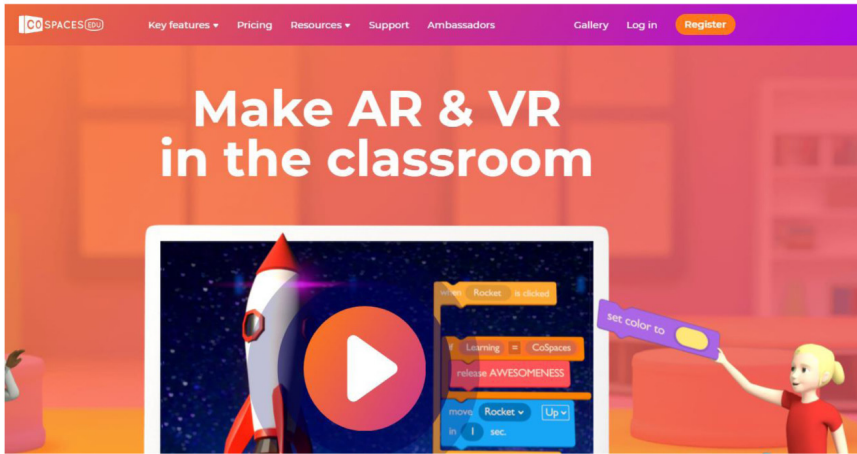 CO SPACES EDU
Key features
Pricing
Resources
Support
Ambassadors
Gallery
Log in
Register
Make AR & VR
in the classroom
when Rocket is clicked
if Learning = CoSpaces
release AWESOMENESS
move Rocket Up
in 1 sec.
set color to